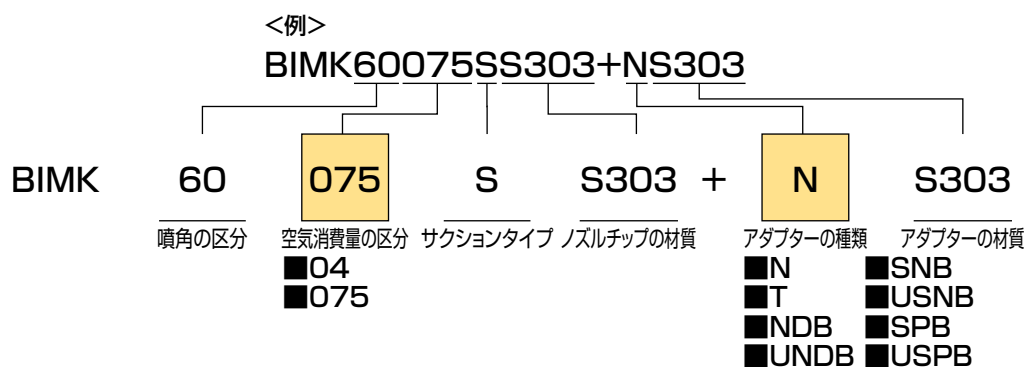 <例>
BIMK60075SS303+NS303
BIMK 60 075 S S303 + N S303
噴角の区分 空気消費量の区分 サクションタイプ ノズルチップの材質 アダプターの種類 アダプターの材質
■04 ■N ■SNB
■075 ■T ■USNB
■NDB ■SPB
■UNDB ■USPB